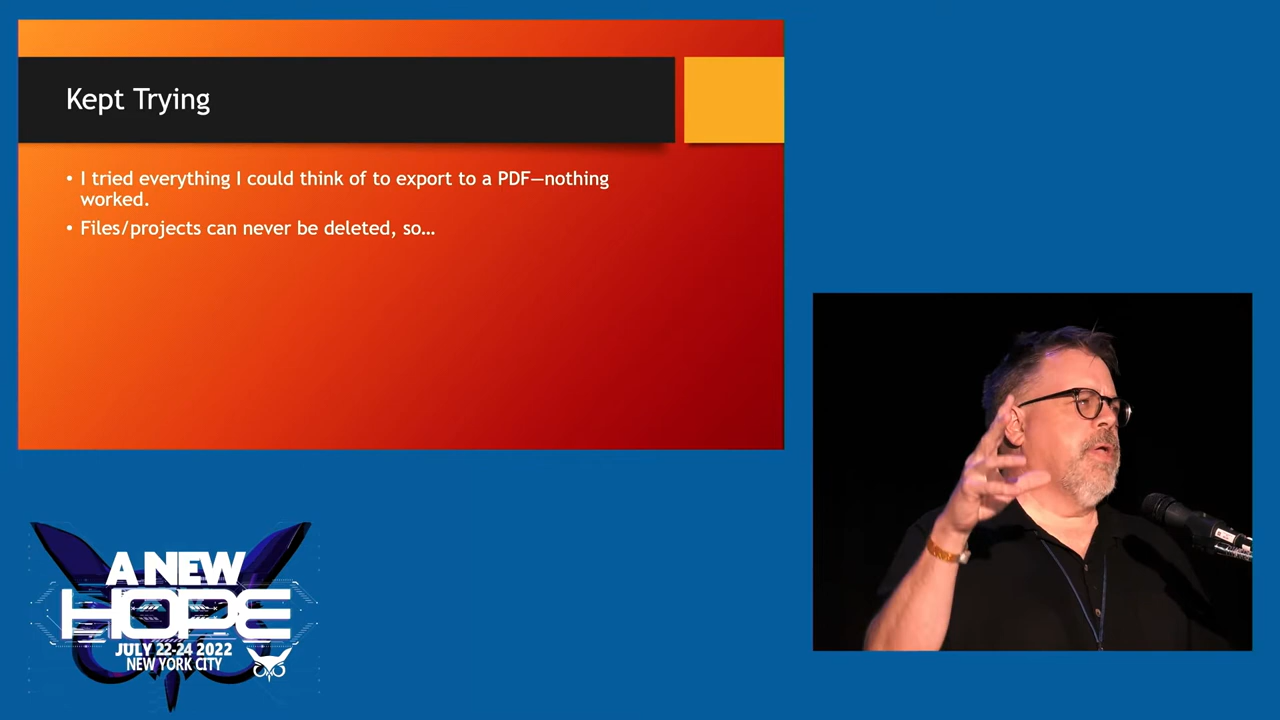 Kept Trying
• I tried everything I could think of to export to a PDF—nothing
worked.
• Files/projects can never be deleted, so…
A NEW
HOPE
JULY 22-24 2022
NEW YORK CITY